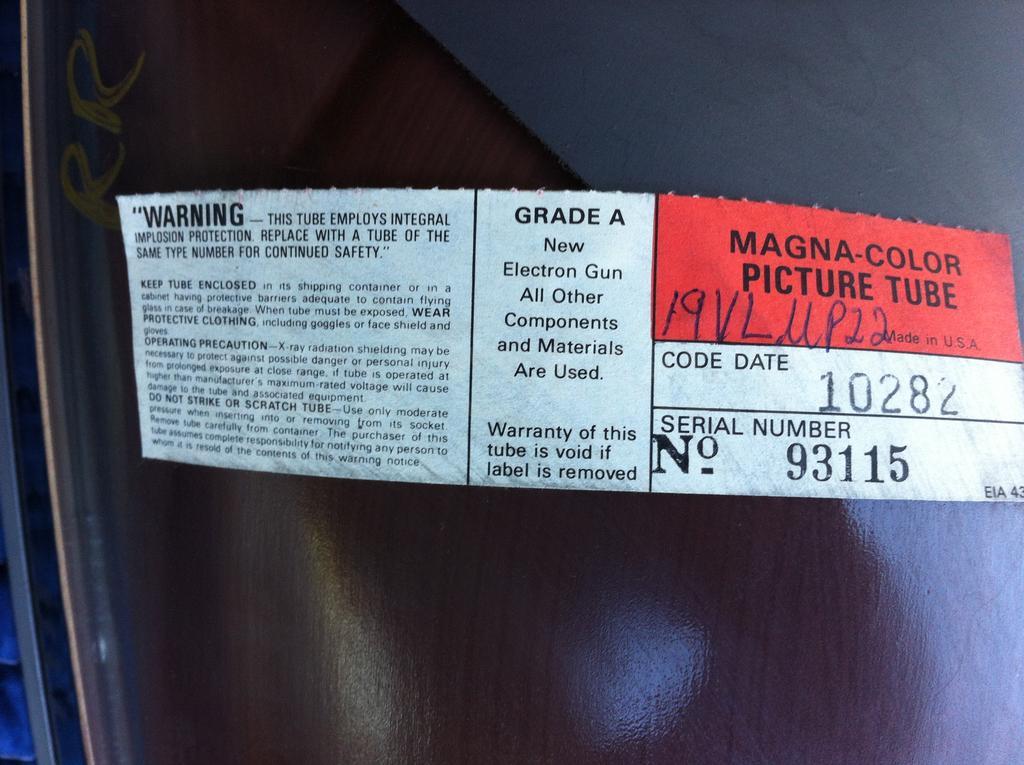 RR
"WARNING — THIS TUBE EMPLOYS INTEGRAL
IMPLOSION PROTECTION. REPLACE WITH A TUBE OF THE
SAME TYPE NUMBER FOR CONTINUED SAFETY."
KEEP TUBE ENCLOSED in its shipping container or in a
cabinet having protective barriers adequate to contain flying
glass in case of breakage. When tube must be exposed, WEAR
PROTECTIVE CLOTHING, including goggles or face shield and
gloves.
OPERATING PRECAUTION—X-ray radiation shielding may be
necessary to protect against possible danger or personal injury
from prolonged exposure at close range, if tube is operated at
higher than manufacturer's maximum-rated voltage will cause
damage to the tube and associated equipment.
DO NOT STRIKE OR SCRATCH TUBE—Use only moderate
pressure when inserting into or removing from its socket.
Remove tube carefully from container. The purchaser of this
tube assumes complete responsibility for notifying any person to
whom it is resold of the contents of this warning notice.
GRADE A
New
Electron Gun
All Other
Components
and Materials
Are Used.
Warranty of this
tube is void if
label is removed
MAGNA-COLOR
PICTURE TUBE
19VLUP22
Made in U.S.A.
CODE DATE
10282
SERIAL NUMBER
Nº 93115
EIA 43